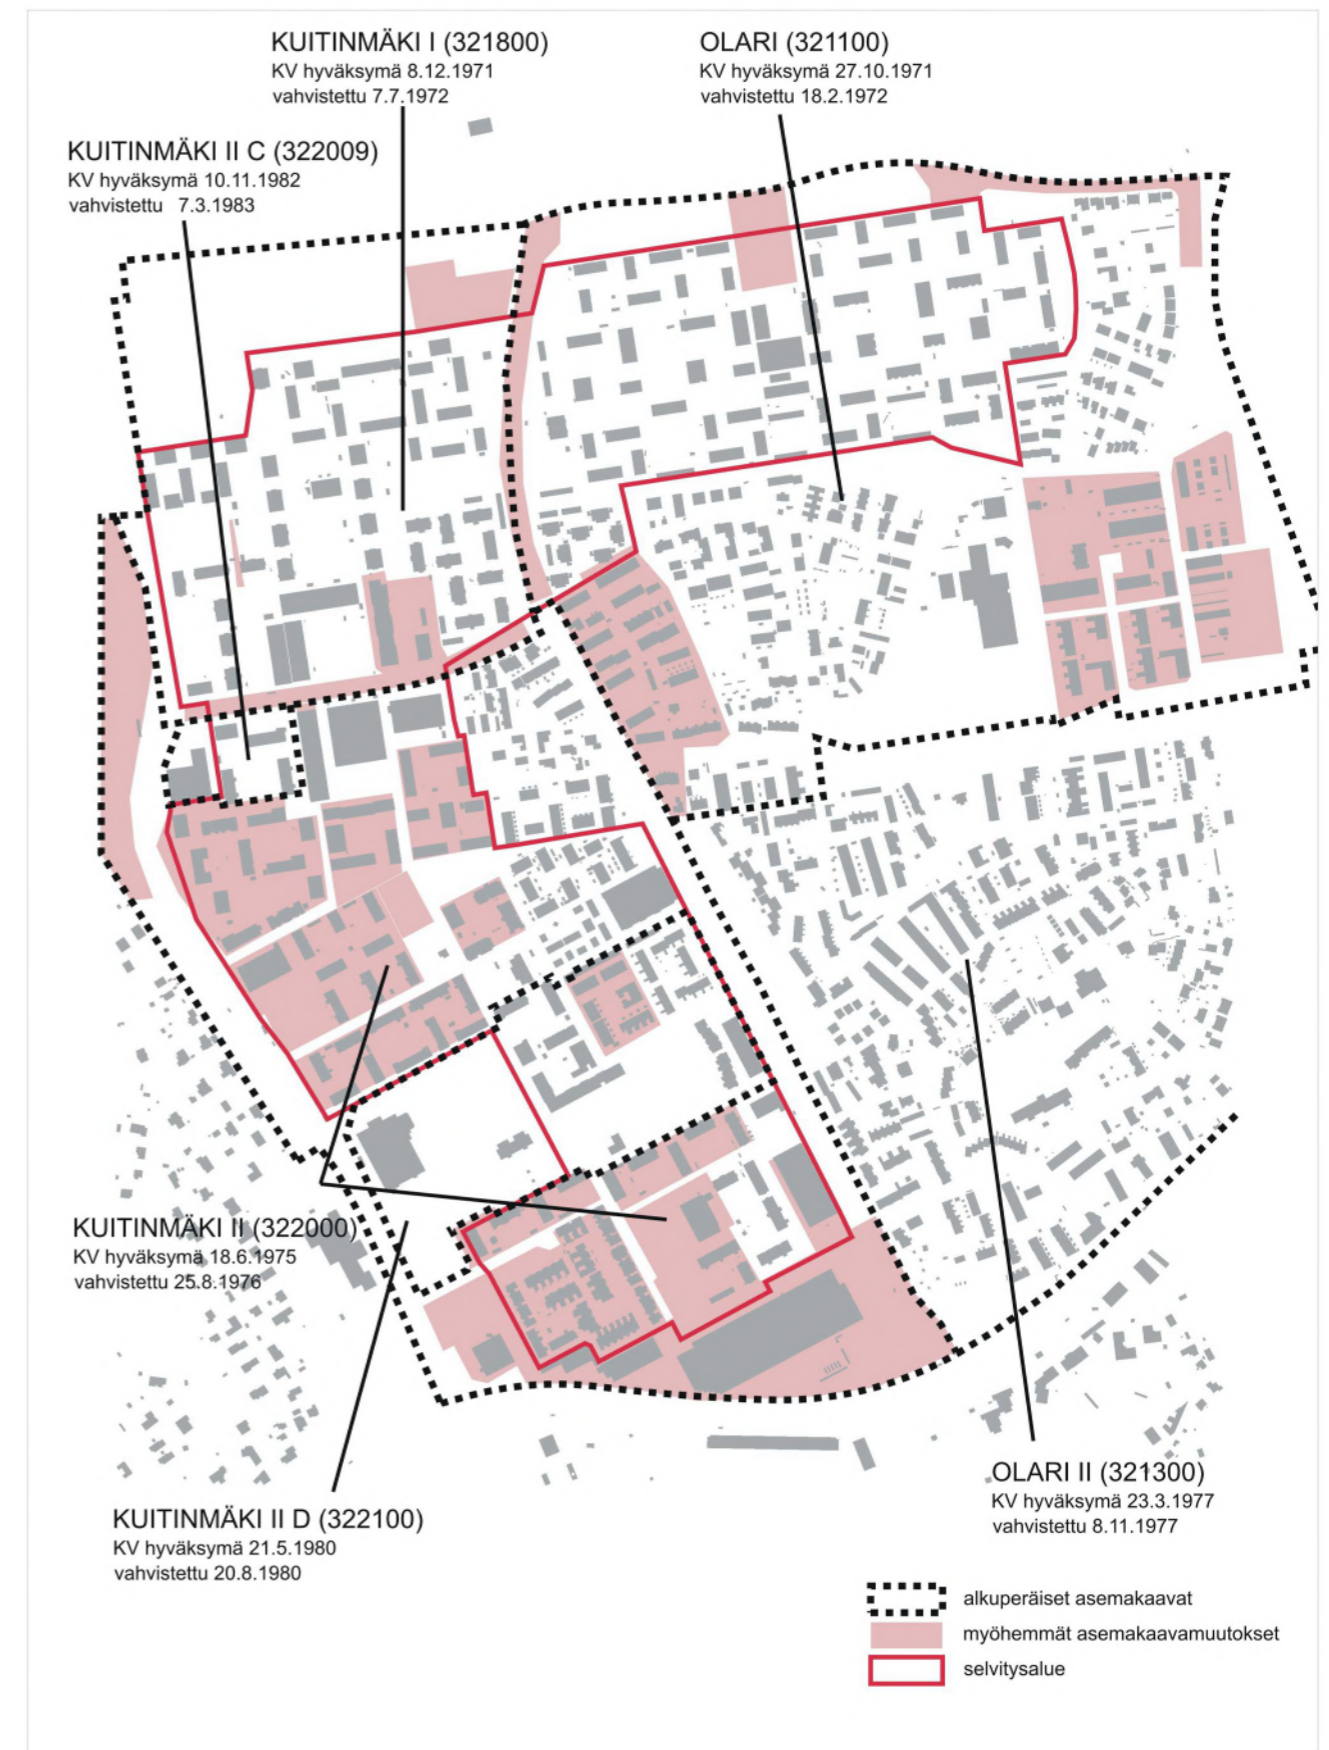 KUITINMÄKI I (321800)
KV hyväksymä 8.12.1971
vahvistettu 7.7.1972
OLARI (321100)
KV hyväksymä 27.10.1971
vahvistettu 18.2.1972
KUITINMÄKI II C (322009)
KV hyväksymä 10.11.1982
vahvistettu 7.3.1983
KUITINMÄKI II (322000)
KV hyväksymä 18.6.1975
vahvistettu 25.8.1976
OLARI II (321300)
KV hyväksymä 23.3.1977
vahvistettu 8.11.1977
KUITINMÄKI II D (322100)
KV hyväksymä 21.5.1980
vahvistettu 20.8.1980
alkuperäiset asemakaavat
myöhemmät asemakaavamuutokset
selvitysalue